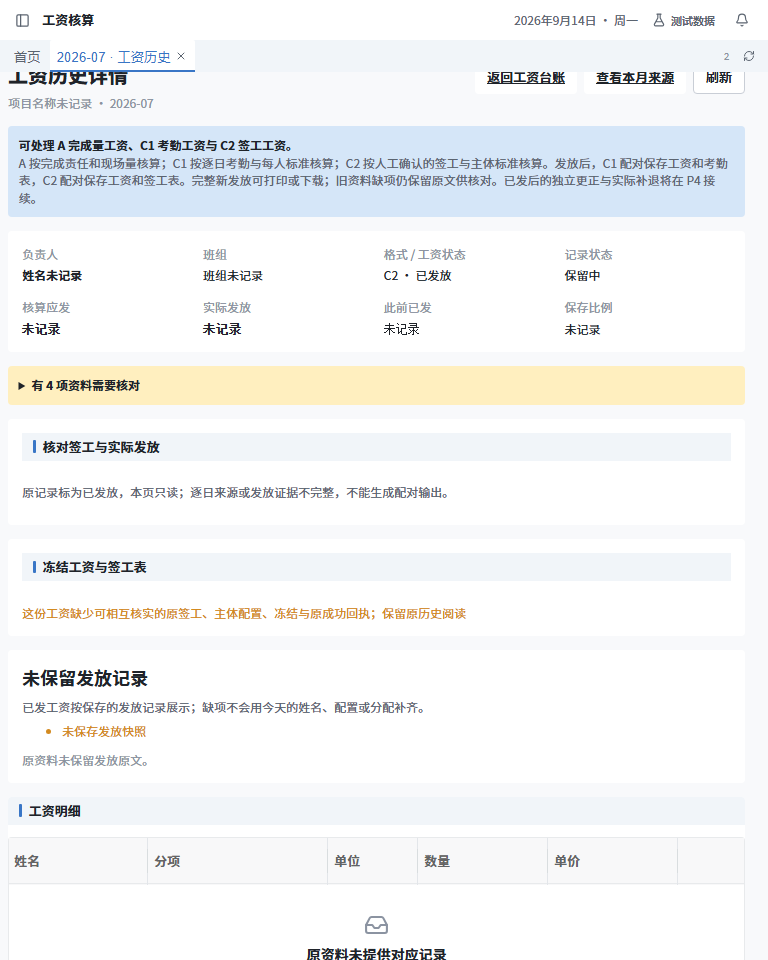 工资核算
2026年9月14日 · 周一
测试数据
首页
2026-07 · 工资历史
2
工资历史详情
返回工资台账
查看本月来源
刷新
项目名称未记录 · 2026-07
可处理 A 完成量工资、C1 考勤工资与 C2 签工工资。
A 按完成责任和现场量核算；C1 按逐日考勤与每人标准核算；C2 按人工确认的签工与主体标准核算。发放后，C1 配对保存工资和考勤
表，C2 配对保存工资和签工表。完整新发放可打印或下载；旧资料缺项仍保留原文供核对。已发后的独立更正与实际补退将在 P4 接
续。
负责人
班组
格式 / 工资状态
记录状态
姓名未记录
班组未记录
C2 · 已发放
保留中
核算应发
实际发放
此前已发
保存比例
未记录
未记录
未记录
未记录
有 4 项资料需要核对
核对签工与实际发放
原记录标为已发放，本页只读；逐日来源或发放证据不完整，不能生成配对输出。
冻结工资与签工表
这份工资缺少可相互核实的原签工、主体配置、冻结与原成功回执；保留原历史阅读
未保留发放记录
已发工资按保存的发放记录展示；缺项不会用今天的姓名、配置或分配补齐。
未保存发放快照
原资料未保留发放原文。
工资明细
姓名
分项
单位
数量
单价
原资料未提供对应记录